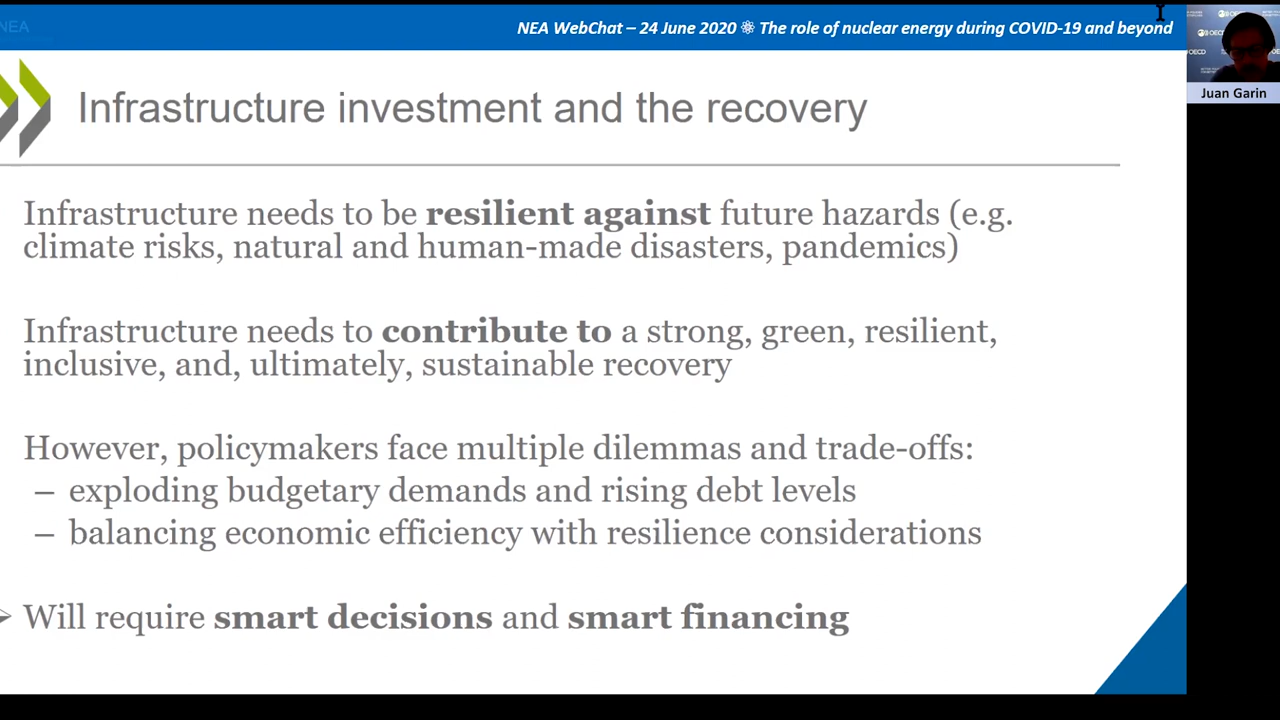 NEA
NEA WebChat – 24 June 2020 ⚛ The role of nuclear energy during COVID-19 and beyond
OECD
Juan Garin
Infrastructure investment and the recovery
Infrastructure needs to be resilient against future hazards (e.g.
climate risks, natural and human-made disasters, pandemics)
Infrastructure needs to contribute to a strong, green, resilient,
inclusive, and, ultimately, sustainable recovery
However, policymakers face multiple dilemmas and trade-offs:
– exploding budgetary demands and rising debt levels
– balancing economic efficiency with resilience considerations
Will require smart decisions and smart financing